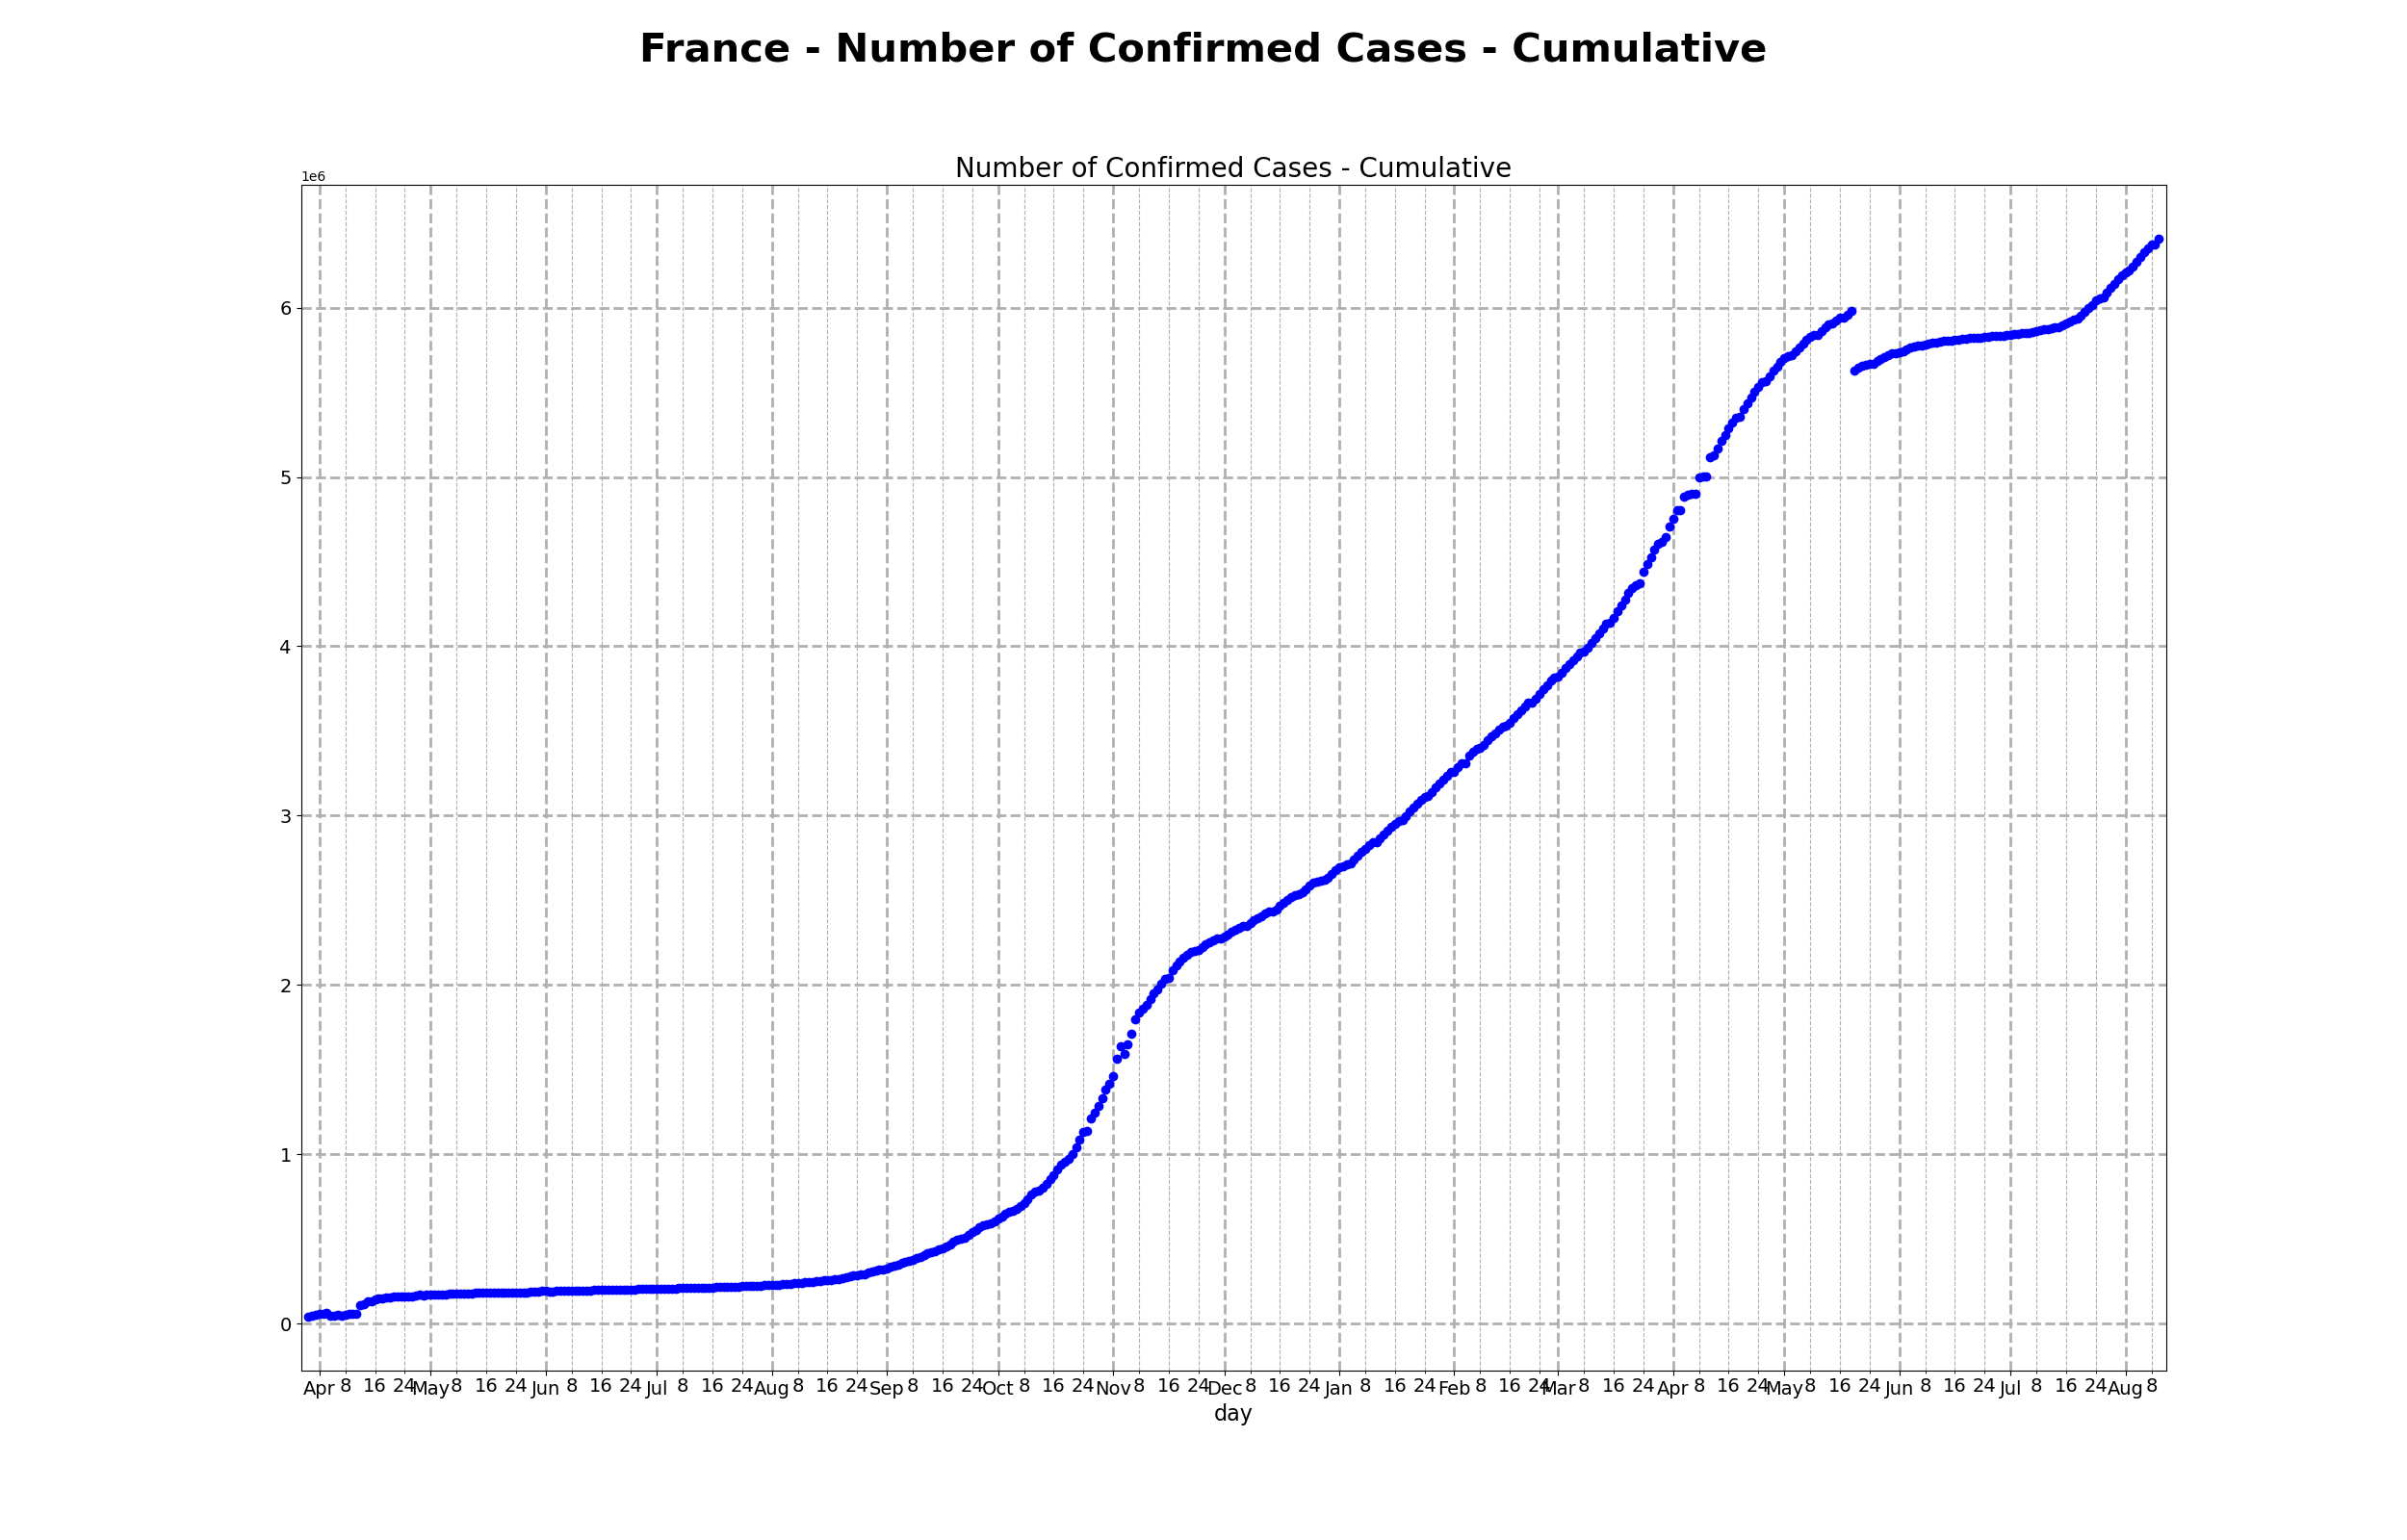 France - Number of Confirmed Cases - Cumulative
Number of Confirmed Cases - Cumulative
1e6
6
5
4
3
2
1
0
Apr 8 16 24 May 8 16 24 Jun 8 16 24 Jul 8 16 24 Aug 8 16 24 Sep 8 16 24 Oct 8 16 24 Nov 8 16 24 Dec 8 16 24 Jan 8 16 24 Feb 8 16 24 Mar 8 16 24 Apr 8 16 24 May 8 16 24 Jun 8 16 24 Jul 8 16 24 Aug 8
day